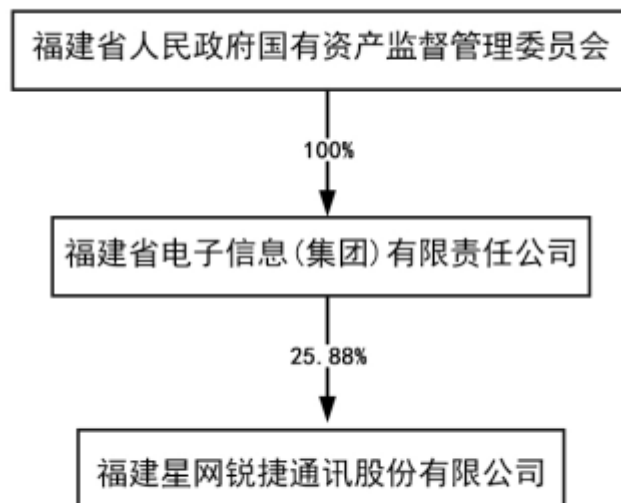 福建省人民政府国有资产监督管理委员会
100%
福建省电子信息(集团)有限责任公司
25.88%
福建星网锐捷通讯股份有限公司